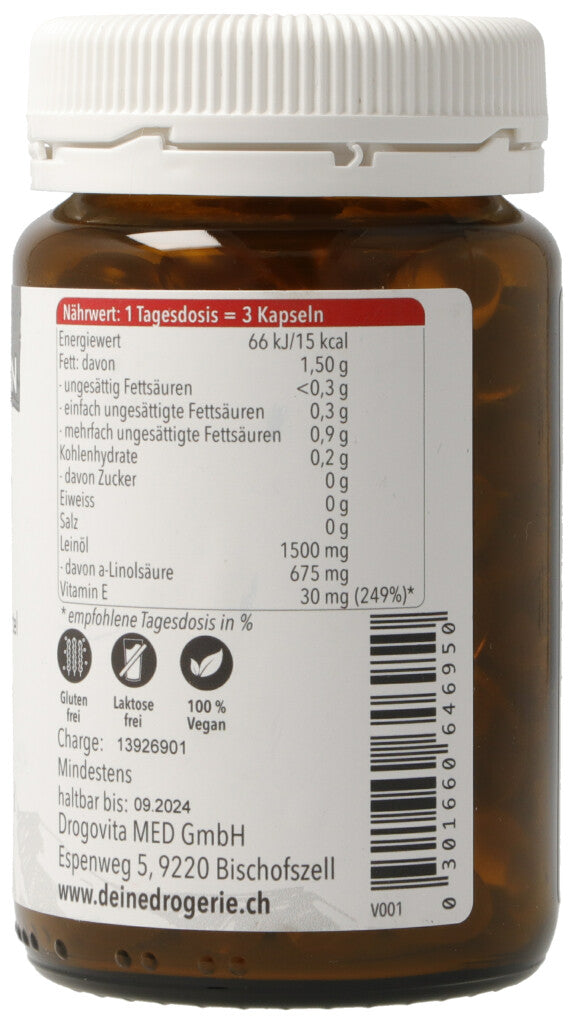 Nährwert: 1 Tagesdosis = 3 Kapseln
Energiewert 66 kJ/15 kcal
Fett: davon 1,50 g
- ungesättig Fettsäuren <0,3 g
- einfach ungesättigte Fettsäuren 0,3 g
- mehrfach ungesättigte Fettsäuren 0,9 g
Kohlenhydrate 0,2 g
- davon Zucker 0 g
Eiweiss 0 g
Salz 0 g
Leinöl 1500 mg
- davon a-Linolsäure 675 mg
Vitamin E 30 mg (249%)*
*empfohlene Tagesdosis in %
Gluten frei
Laktose frei
100 % Vegan
Charge: 13926901
Mindestens
haltbar bis: 09.2024
Drogovita MED GmbH
Espenweg 5, 9220 Bischofszell
www.deinedrogerie.ch
V001
0 301660 646950